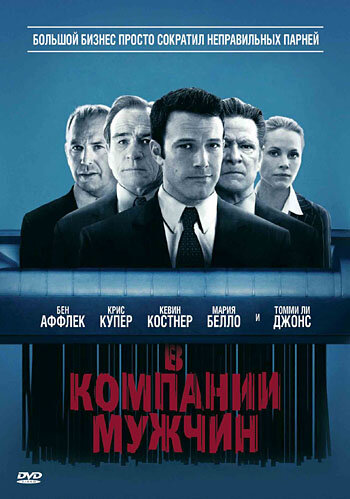 БОЛЬШОЙ БИЗНЕС ПРОСТО СОКРАТИЛ НЕПРАВИЛЬНЫХ ПАРНЕЙ
БЕН АФФЛЕК
КРИС КУПЕР
КЕВИН КОСТНЕР
МАРИЯ БЕЛЛО
И
ТОММИ ЛИ ДЖОНС
В
КОМПАНИИ
МУЖЧИН
DVD